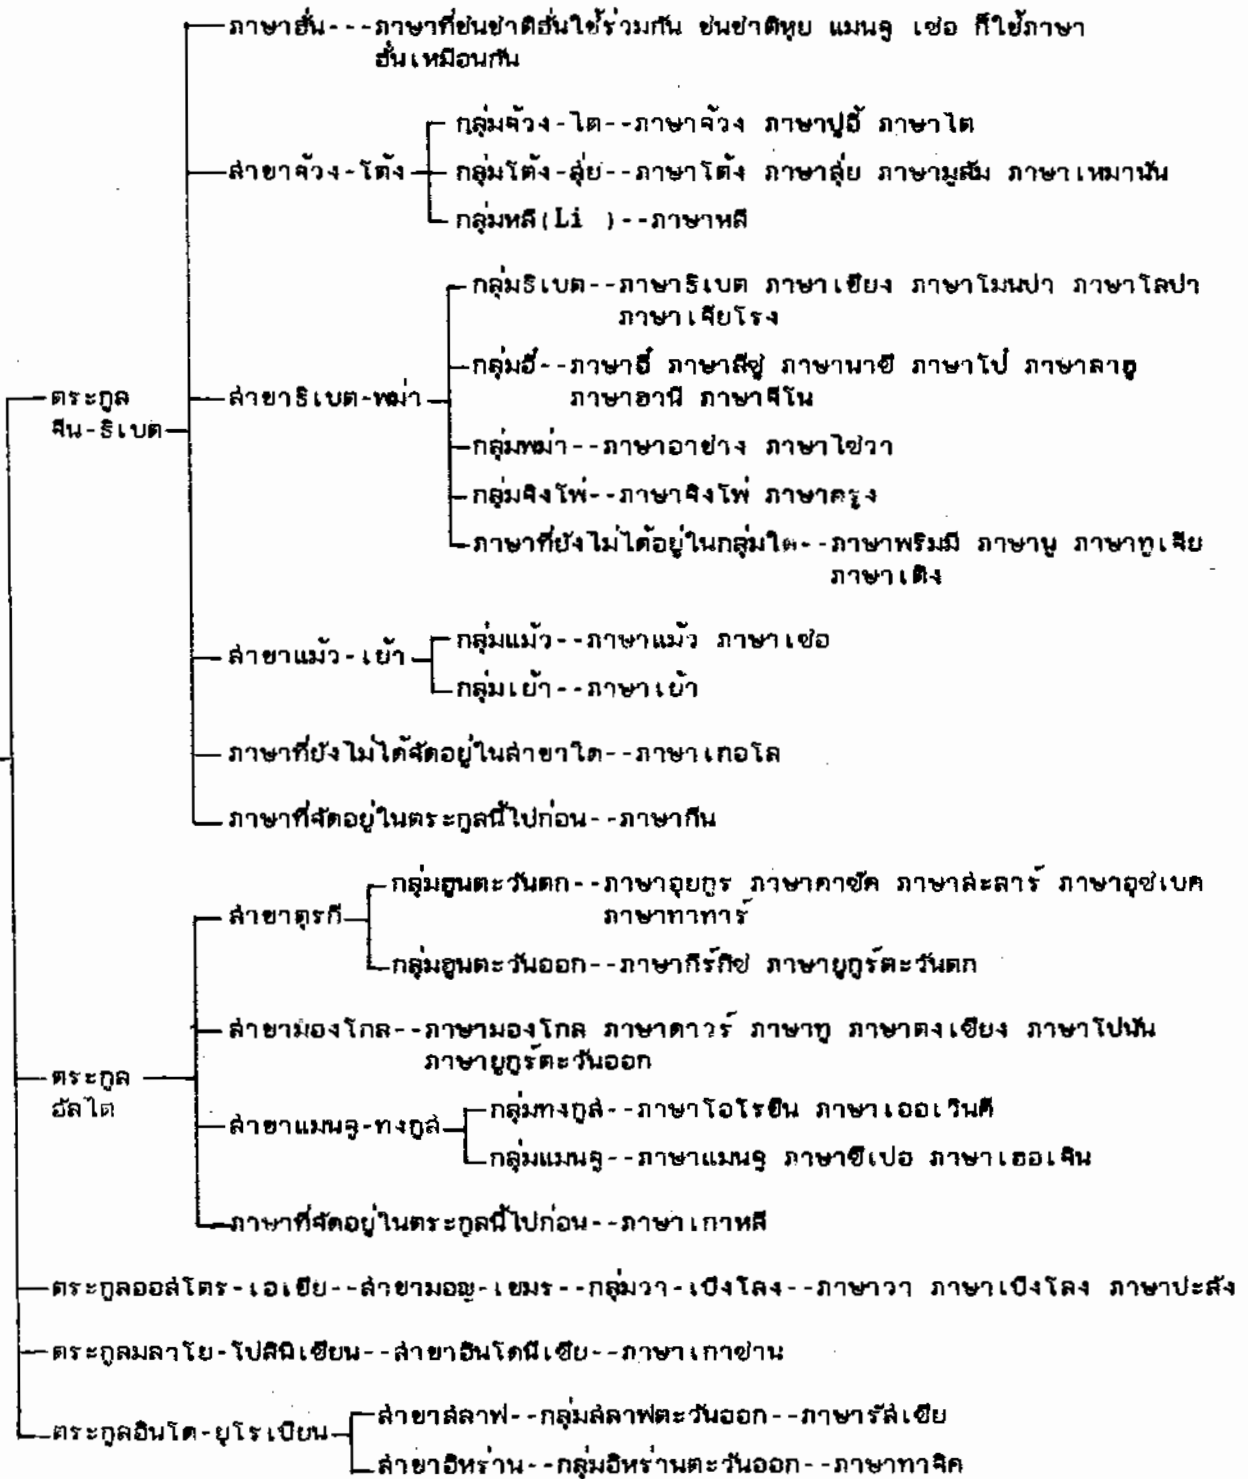 ภาษาฮั่น---ภาษาที่ชนชาติฮั่นใช้ร่วมกัน ชนชาติหุย แมนจู เซอ ก็ใช้ภาษา
ฮั่นเหมือนกัน
กลุ่มจ้วง-ไต--ภาษาจ้วง ภาษาปูยี ภาษาไต
สาขาจ้วง-โต้ง
กลุ่มโต้ง-สุ่ย--ภาษาโต้ง ภาษาสุ่ย ภาษามูลัม ภาษาเหมานัน
กลุ่มหลี(Li )--ภาษาหลี
กลุ่มธิเบต--ภาษาธิเบต ภาษาเชียง ภาษาโมนปา ภาษาโลปา
ภาษาเจียโรง
กลุ่มอี๋--ภาษาอี๋ ภาษาลีซู ภาษานาซี ภาษาไป๋ ภาษาลาฮู
ภาษาฮานี ภาษาจีโน
ตระกูล
จีน-ธิเบต
สาขาธิเบต-พม่า
กลุ่มพม่า--ภาษาอาชาง ภาษาไซวา
กลุ่มจิงโพ่--ภาษาจิงโพ่ ภาษาดรุง
ภาษาที่ยังไม่ได้อยู่ในกลุ่มใด--ภาษาพริมมี ภาษานู ภาษาทูเจีย
ภาษาเติง
กลุ่มแม้ว--ภาษาแม้ว ภาษาเซอ
สาขาแม้ว-เย้า
กลุ่มเย้า--ภาษาเย้า
ภาษาที่ยังไม่ได้จัดอยู่ในสาขาใด--ภาษาเกอโล
ภาษาที่จัดอยู่ในตระกูลนี้ไปก่อน--ภาษากีน
กลุ่มฮูนตะวันตก--ภาษาอุยกูร ภาษาคาซัค ภาษาสะลาร์ ภาษาอุซเบค
ภาษาทาทาร์
สาขาตุรกี
กลุ่มฮูนตะวันออก--ภาษากีร์กีซ ภาษายูกูร์ตะวันตก
สาขามองโกล--ภาษามองโกล ภาษาดาวร์ ภาษาทู ภาษาตงเซียง ภาษาโปนัน
ภาษายูกูร์ตะวันออก
ตระกูล
อัลไต
กลุ่มทงกูส--ภาษาโอโรชีน ภาษาเออเวินคี
สาขาแมนจู-ทงกูส
กลุ่มแมนจู--ภาษาแมนจู ภาษาซีเปอ ภาษาเฮอเจิน
ภาษาที่จัดอยู่ในตระกูลนี้ไปก่อน--ภาษาเกาหลี
ตระกูลออสโตร-เอเชีย--สาขามอญ-เขมร--กลุ่มวา-เบึงโลง--ภาษาวา ภาษาเบึงโลง ภาษาปะลัง
ตระกูลมลาโย-โปลินิเชียน--สาขาอินโดนีเซีย--ภาษาเกาซาน
สาขาสลาฟ--กลุ่มสลาฟตะวันออก--ภาษารัสเซีย
ตระกูลอินโด-ยุโรเปียน
สาขาอิหร่าน--กลุ่มอิหร่านตะวันออก--ภาษาทาจิค